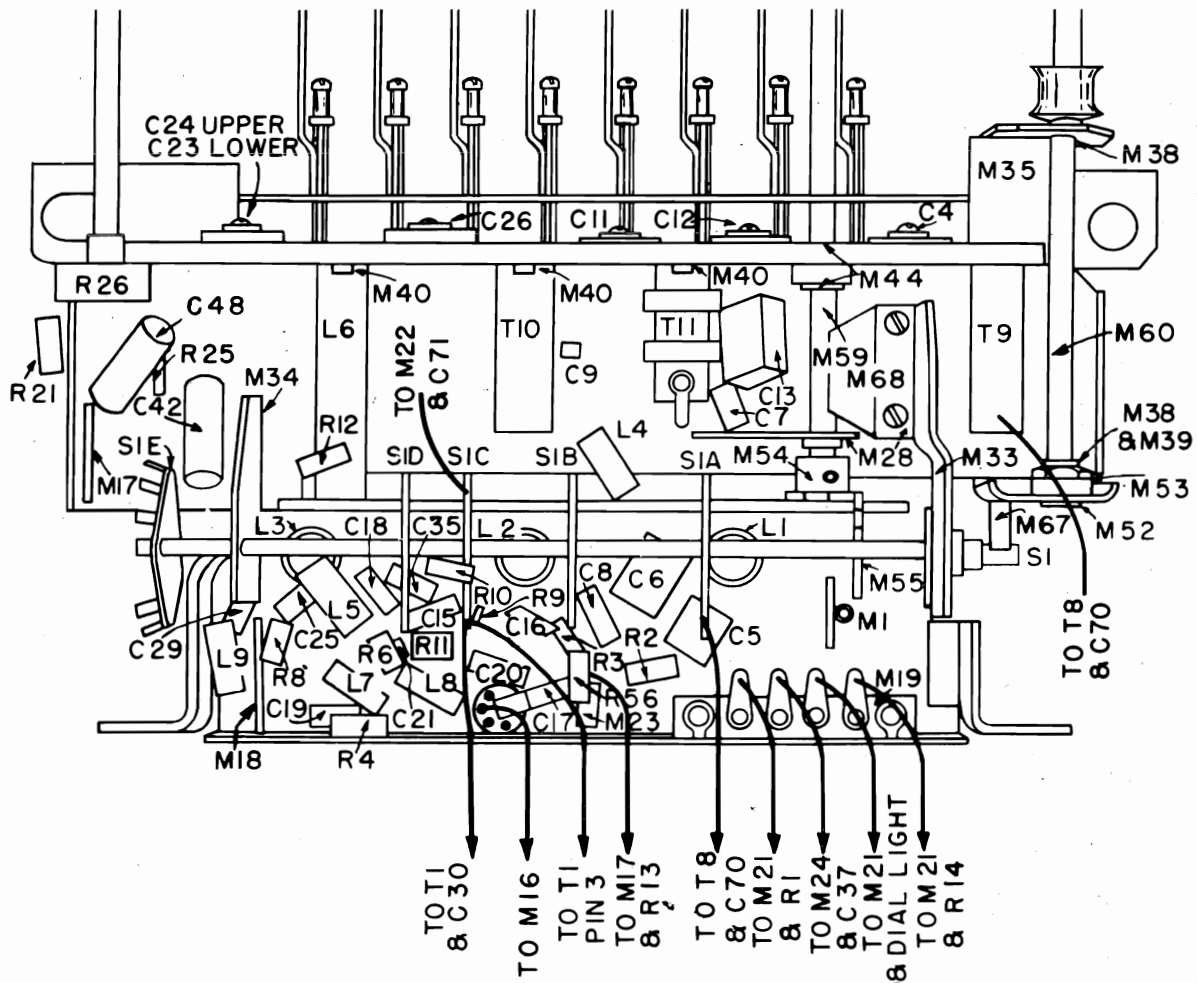 C24 UPPER
C23 LOWER
M38
M35
C26
C11
C12
C4
R26
M40
M40
M40
M44
C48
L6
T10
T11
T9
M60
R25
R21
M34
TO M22
& C71
C9
M59
M68
C13
C7
C42
R12
L4
M38
& M39
S1E
S1D
S1C
S1B
S1A
M28
M54
M33
M17
M53
M67
M52
L3
C18
C35
L2
L1
S1
C6
M55
R10
C8
R9
L5
C15
C16
C25
C5
M1
TO T8
& C70
C29
R11
R6
R2
R3
L9
R8
L7
L8
C20
M19
R56
C19
C21
C17
M23
M18
R4
TO T1
& C30
TO M16
TO T1
PIN 3
TO M17
& R13
TO T8
& C70
TO M21
& R1
TO M24
& C37
TO M21
& DIAL LIGHT
TO M21
& R14